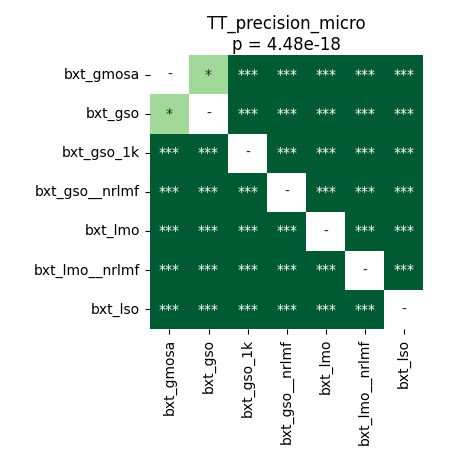 TT_precision_micro
p = 4.48e-18
bxt_gmosa - * *** *** *** *** ***
bxt_gso * - *** *** *** *** ***
bxt_gso_1k *** *** - *** *** *** ***
bxt_gso__nrlmf *** *** *** - *** *** ***
bxt_lmo *** *** *** *** - *** ***
bxt_lmo__nrlmf *** *** *** *** *** - ***
bxt_lso *** *** *** *** *** *** -
bxt_gmosa
bxt_gso
bxt_gso_1k
bxt_gso__nrlmf
bxt_lmo
bxt_lmo__nrlmf
bxt_lso